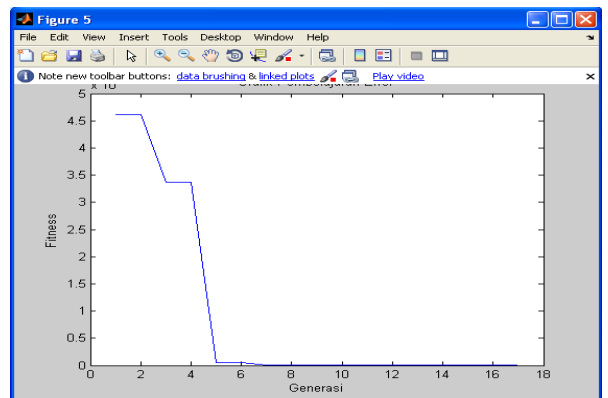 Figure 5
File Edit View Insert Tools Desktop Window Help
Note new toolbar buttons: data brushing & linked plots Play video
5
4.5
4
3.5
3
2.5
2
1.5
1
0.5
0
Fitness
0 2 4 6 8 10 12 14 16 18
Generasi